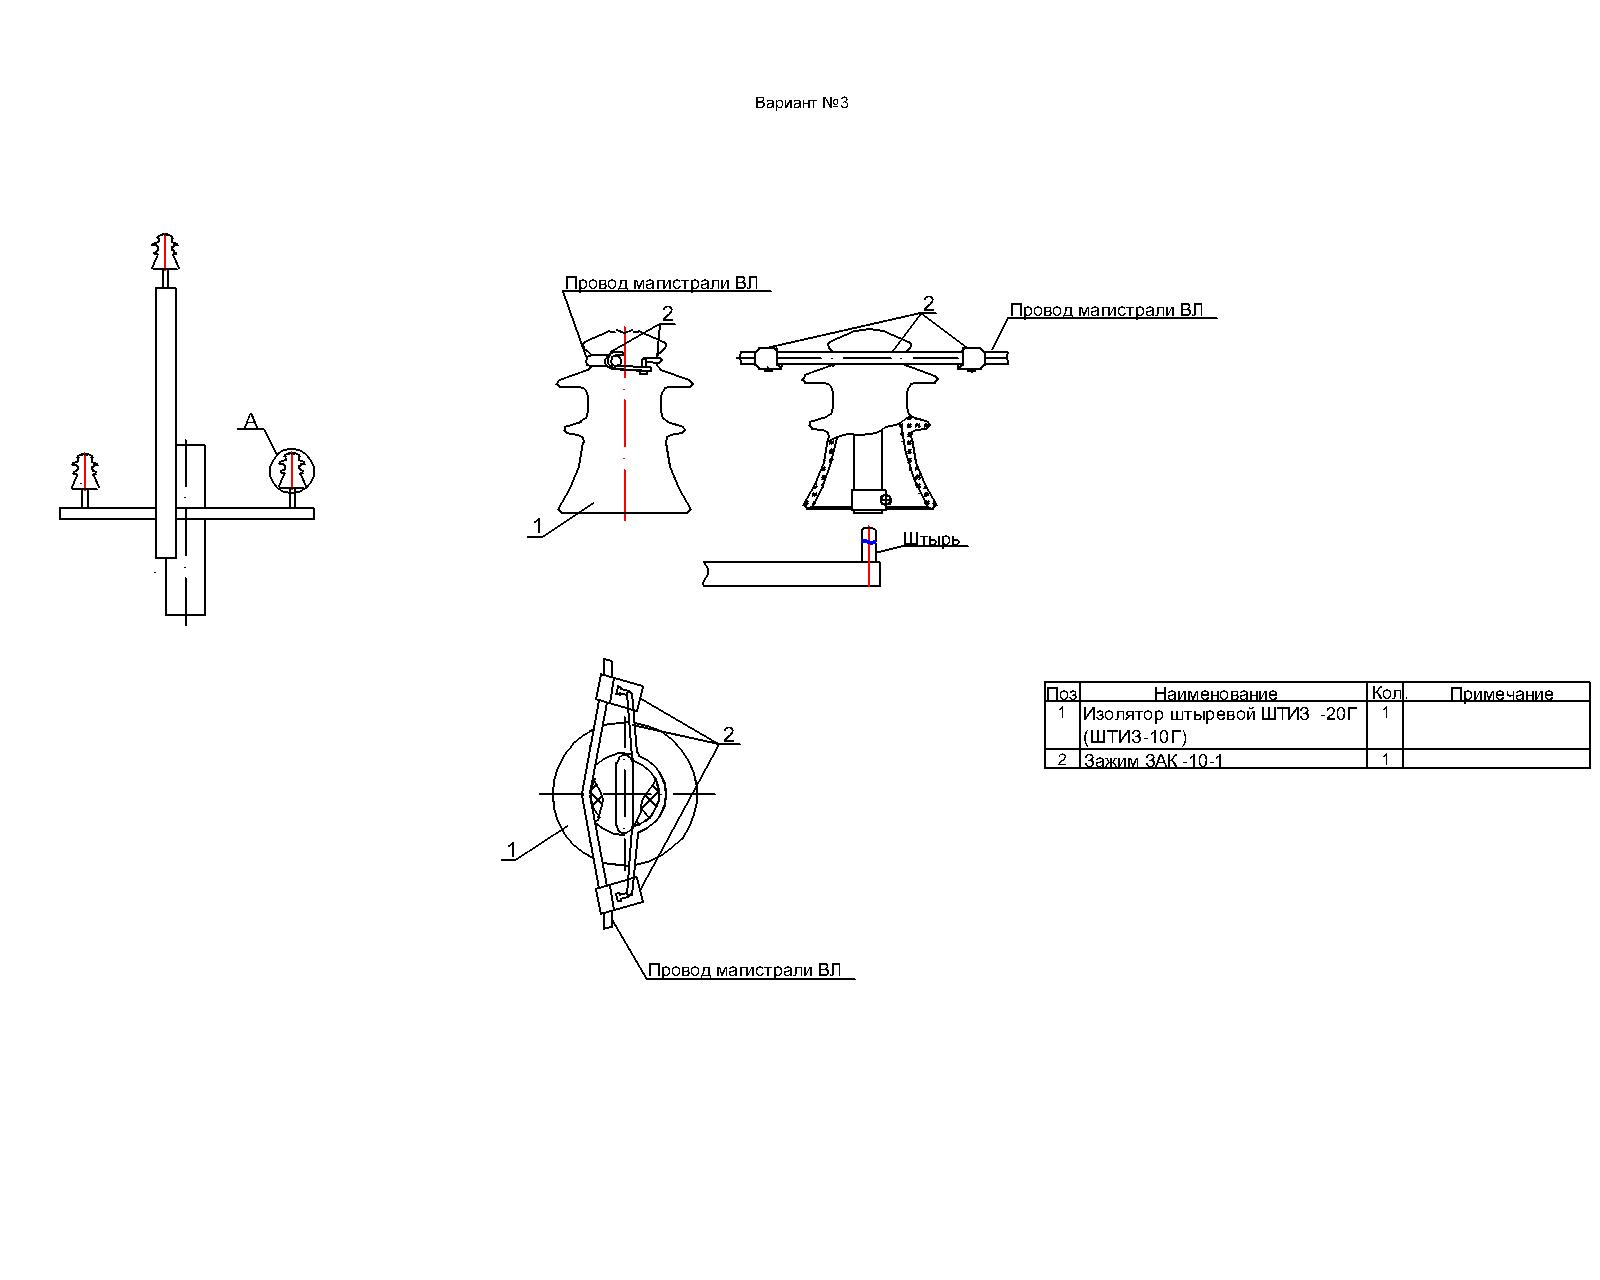 Вариант №3
Провод магистрали ВЛ
2
2
Провод магистрали ВЛ
А
1
Штырь
Поз. Наименование Кол. Примечание
1 Изолятор штыревой ШТИЗ -20Г 1
(ШТИЗ-10Г)
2 Зажим ЗАК -10-1 1
2
1
Провод магистрали ВЛ